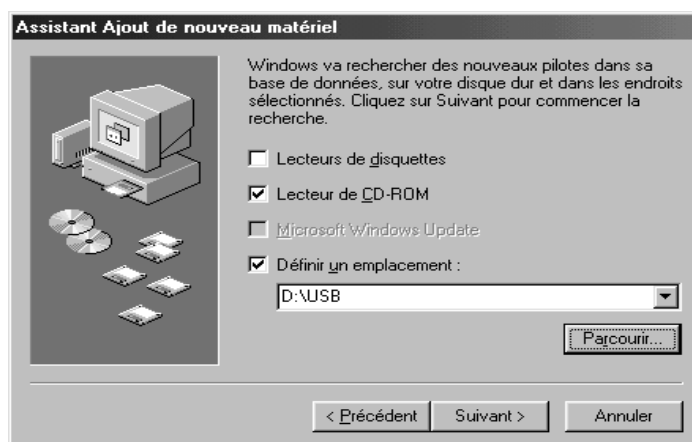 Assistant Ajout de nouveau matériel
Windows va rechercher des nouveaux pilotes dans sa
base de données, sur votre disque dur et dans les endroits
sélectionnés. Cliquez sur Suivant pour commencer la
recherche.
Lecteurs de disquettes
Lecteur de CD-ROM
Microsoft Windows Update
Définir un emplacement :
D:\USB
Parcourir...
< Précédent
Suivant >
Annuler